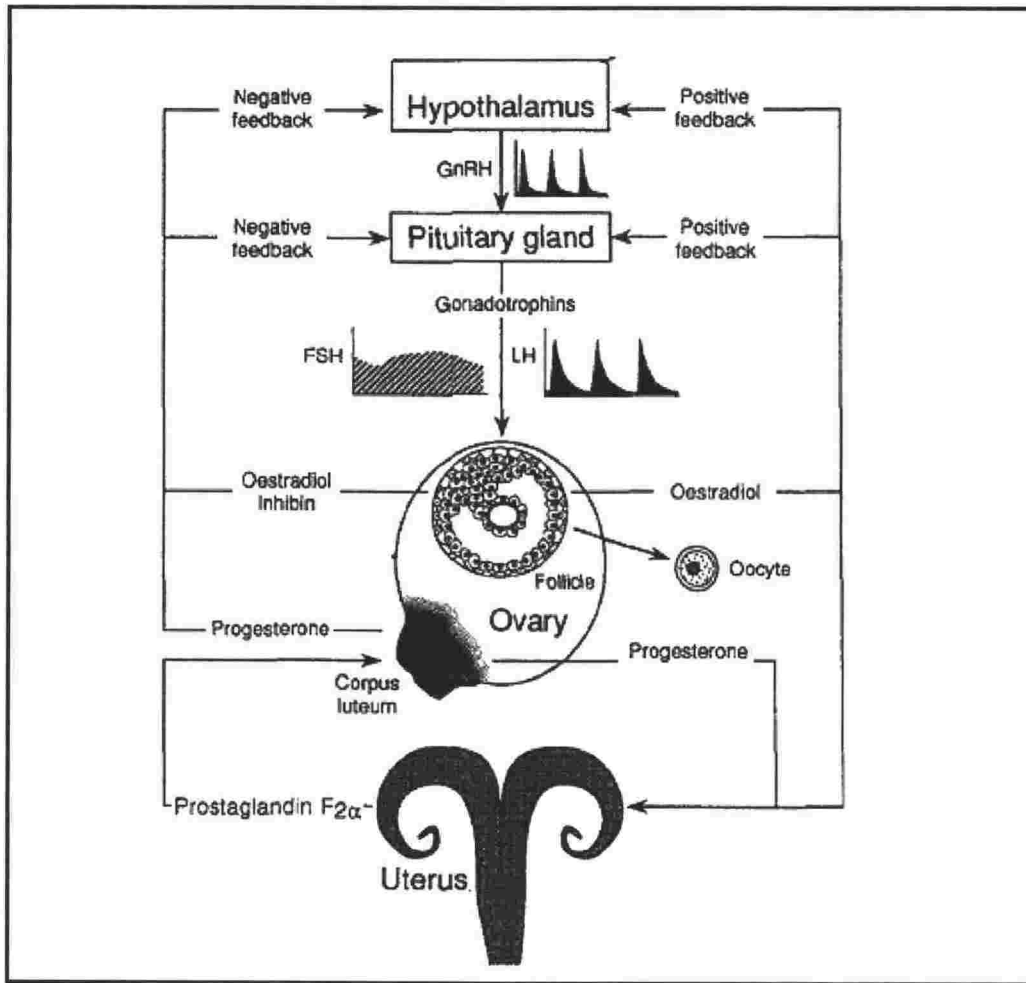 Hypothalamus
Negative
feedback
Positive
feedback
GnRH
Pituitary gland
Negative
feedback
Positive
feedback
Gonadotrophins
FSH
LH
Oestradiol
Inhibin
Oestradiol
Follicle
Oocyte
Ovary
Progesterone
Progesterone
Corpus
luteum
Prostaglandin F2α
Uterus